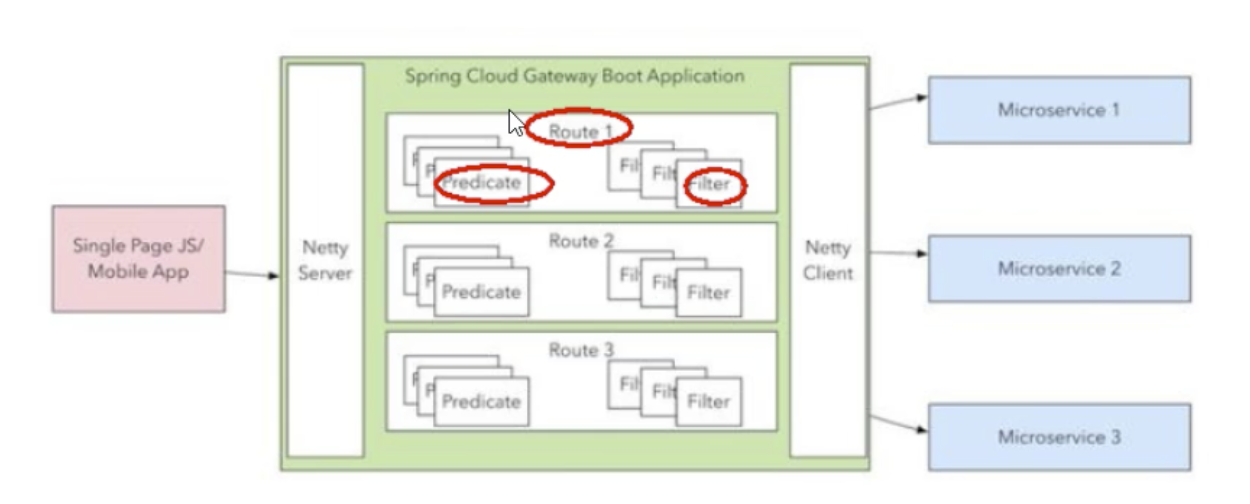 Spring Cloud Gateway Boot Application
Single Page JS/
Mobile App
Netty
Server
Route 1
Predicate
Fil
Filt
Filter
Route 2
Predicate
Fil
Filt
Filter
Route 3
Predicate
Fil
Filt
Filter
Netty
Client
Microservice 1
Microservice 2
Microservice 3